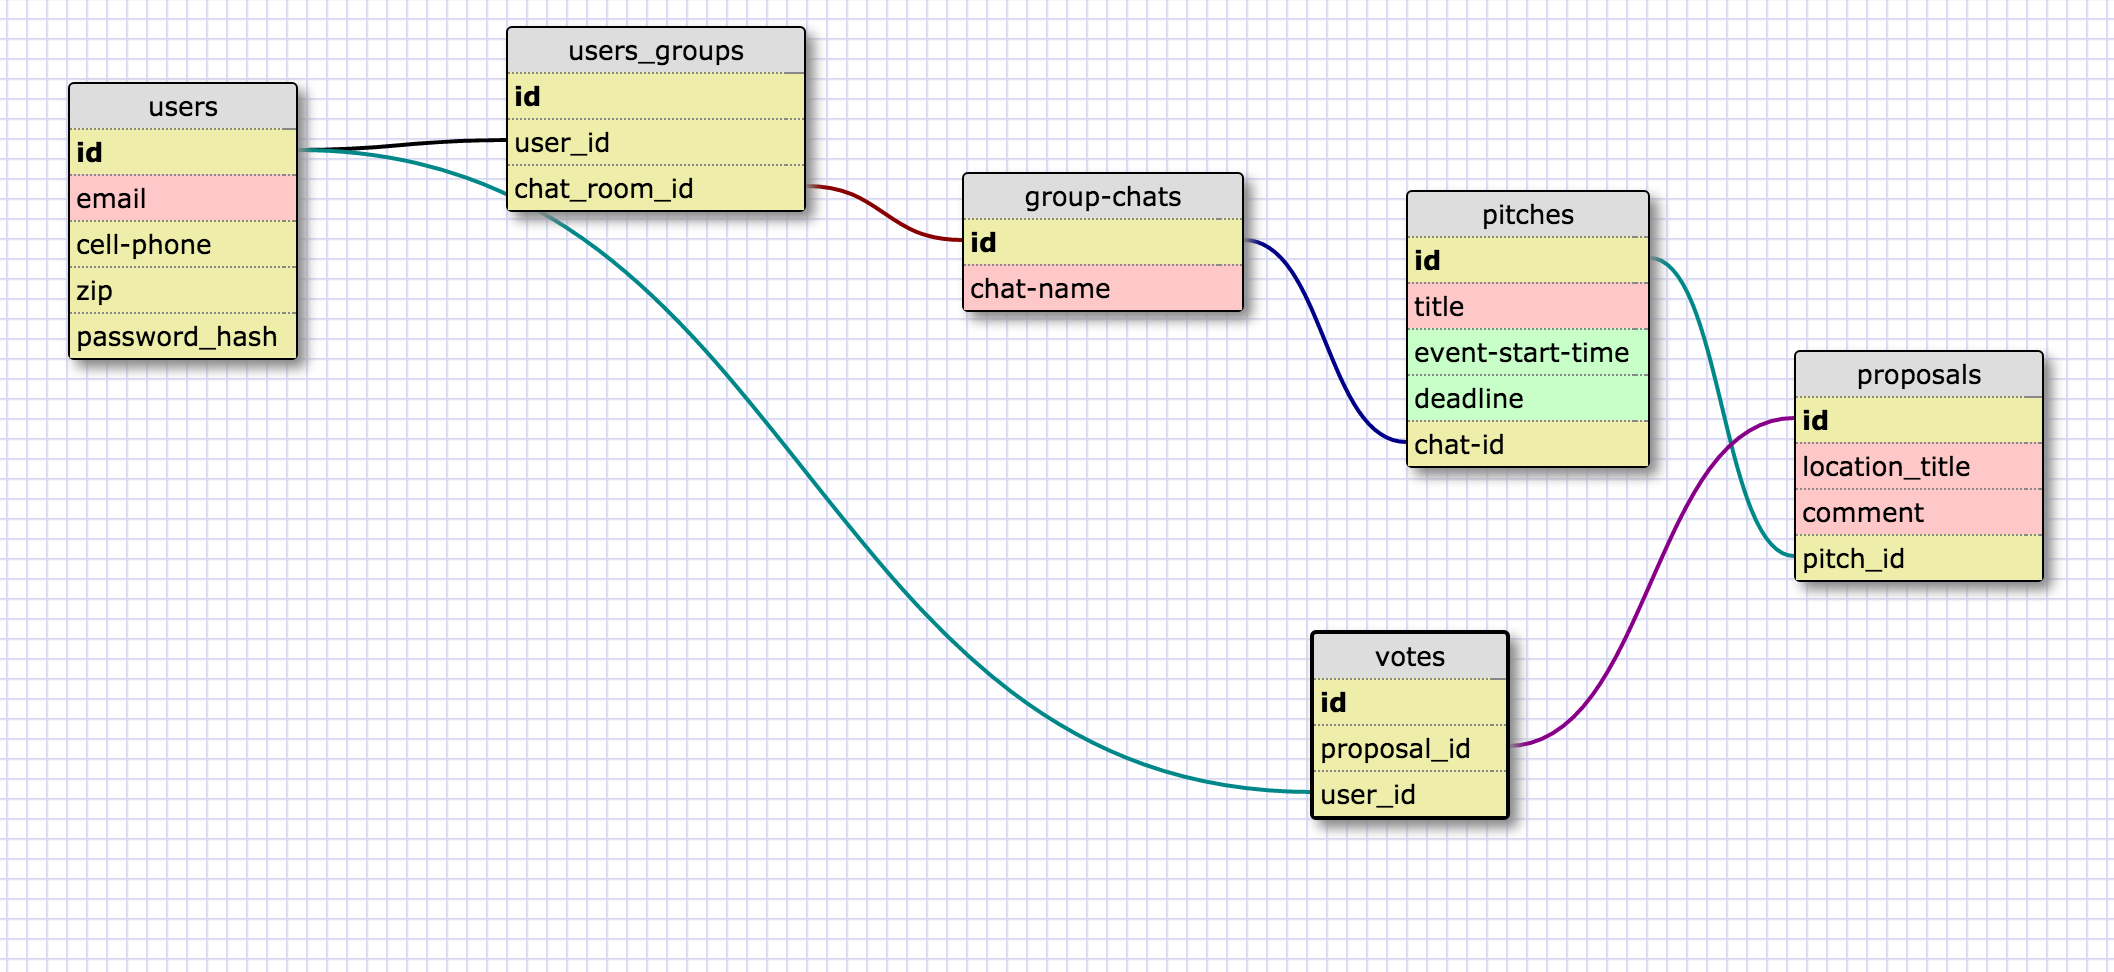 users
id
email
cell-phone
zip
password_hash
users_groups
id
user_id
chat_room_id
group-chats
id
chat-name
pitches
id
title
event-start-time
deadline
chat-id
proposals
id
location_title
comment
pitch_id
votes
id
proposal_id
user_id